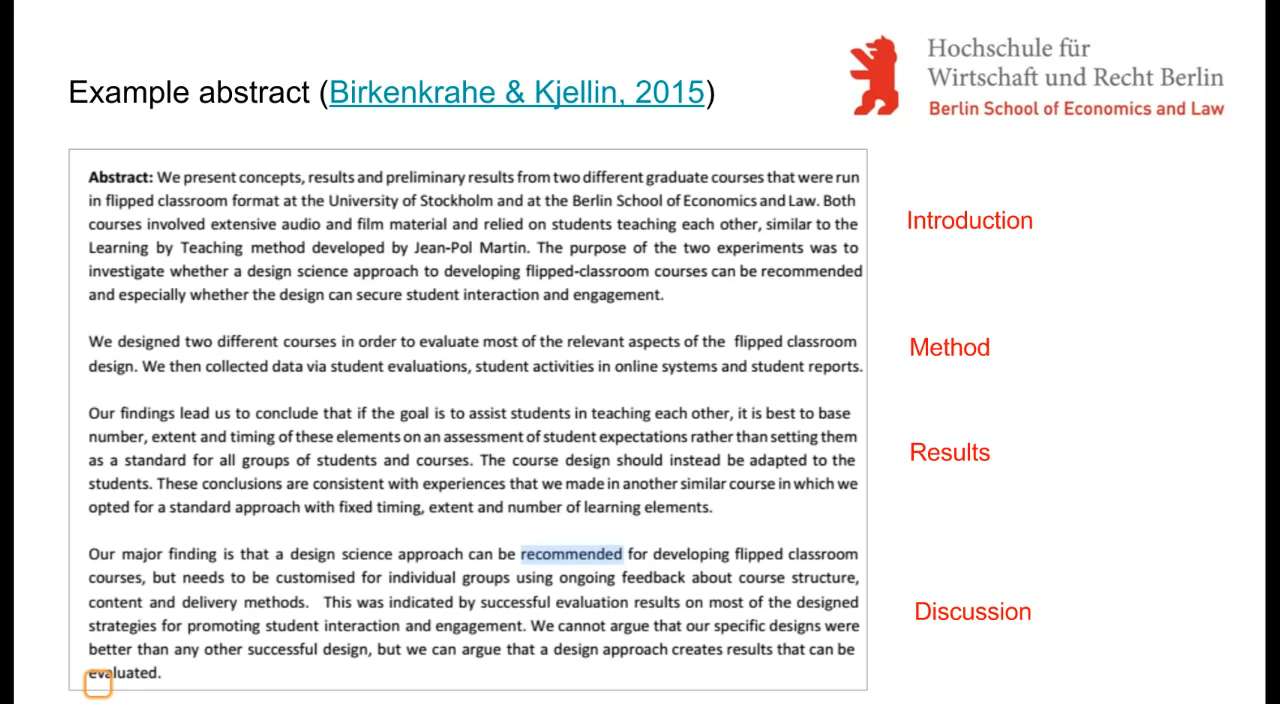 Hochschule für
Wirtschaft und Recht Berlin
Berlin School of Economics and Law
Example abstract (Birkenkrahe & Kjellin, 2015)
Abstract: We present concepts, results and preliminary results from two different graduate courses that were run
in flipped classroom format at the University of Stockholm and at the Berlin School of Economics and Law. Both
courses involved extensive audio and film material and relied on students teaching each other, similar to the
Learning by Teaching method developed by Jean-Pol Martin. The purpose of the two experiments was to
investigate whether a design science approach to developing flipped-classroom courses can be recommended
and especially whether the design can secure student interaction and engagement.
Introduction
We designed two different courses in order to evaluate most of the relevant aspects of the flipped classroom
design. We then collected data via student evaluations, student activities in online systems and student reports.
Method
Our findings lead us to conclude that if the goal is to assist students in teaching each other, it is best to base
number, extent and timing of these elements on an assessment of student expectations rather than setting them
as a standard for all groups of students and courses. The course design should instead be adapted to the
students. These conclusions are consistent with experiences that we made in another similar course in which we
opted for a standard approach with fixed timing, extent and number of learning elements.
Results
Our major finding is that a design science approach can be recommended for developing flipped classroom
courses, but needs to be customised for individual groups using ongoing feedback about course structure,
content and delivery methods. This was indicated by successful evaluation results on most of the designed
strategies for promoting student interaction and engagement. We cannot argue that our specific designs were
better than any other successful design, but we can argue that a design approach creates results that can be
evaluated.
Discussion